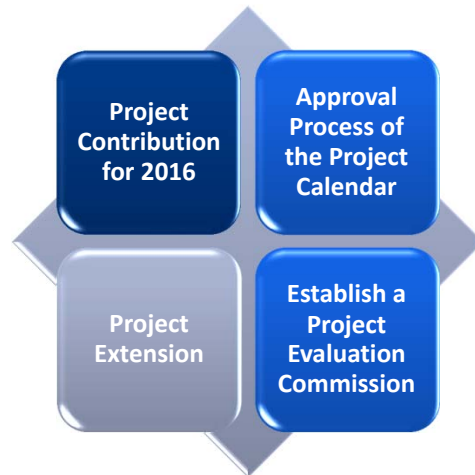 Project
Contribution
for 2016
Approval
Process of
the Project
Calendar
Project
Extension
Establish a
Project
Evaluation
Commission